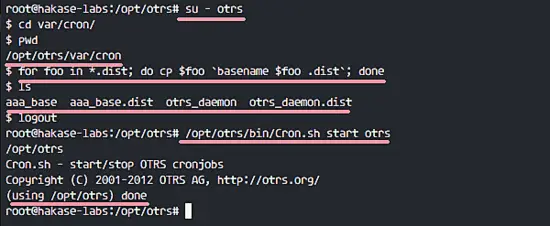 root@hakase-labs:/opt/otrs# su - otrs
$ cd var/cron/
$ pwd
/opt/otrs/var/cron
$ for foo in *.dist; do cp $foo `basename $foo .dist`; done
$ ls
aaa_base  aaa_base.dist  otrs_daemon  otrs_daemon.dist
$ logout
root@hakase-labs:/opt/otrs# /opt/otrs/bin/Cron.sh start otrs
/opt/otrs
Cron.sh - start/stop OTRS cronjobs
Copyright (C) 2001-2012 OTRS AG, http://otrs.org/
(using /opt/otrs) done
root@hakase-labs:/opt/otrs#